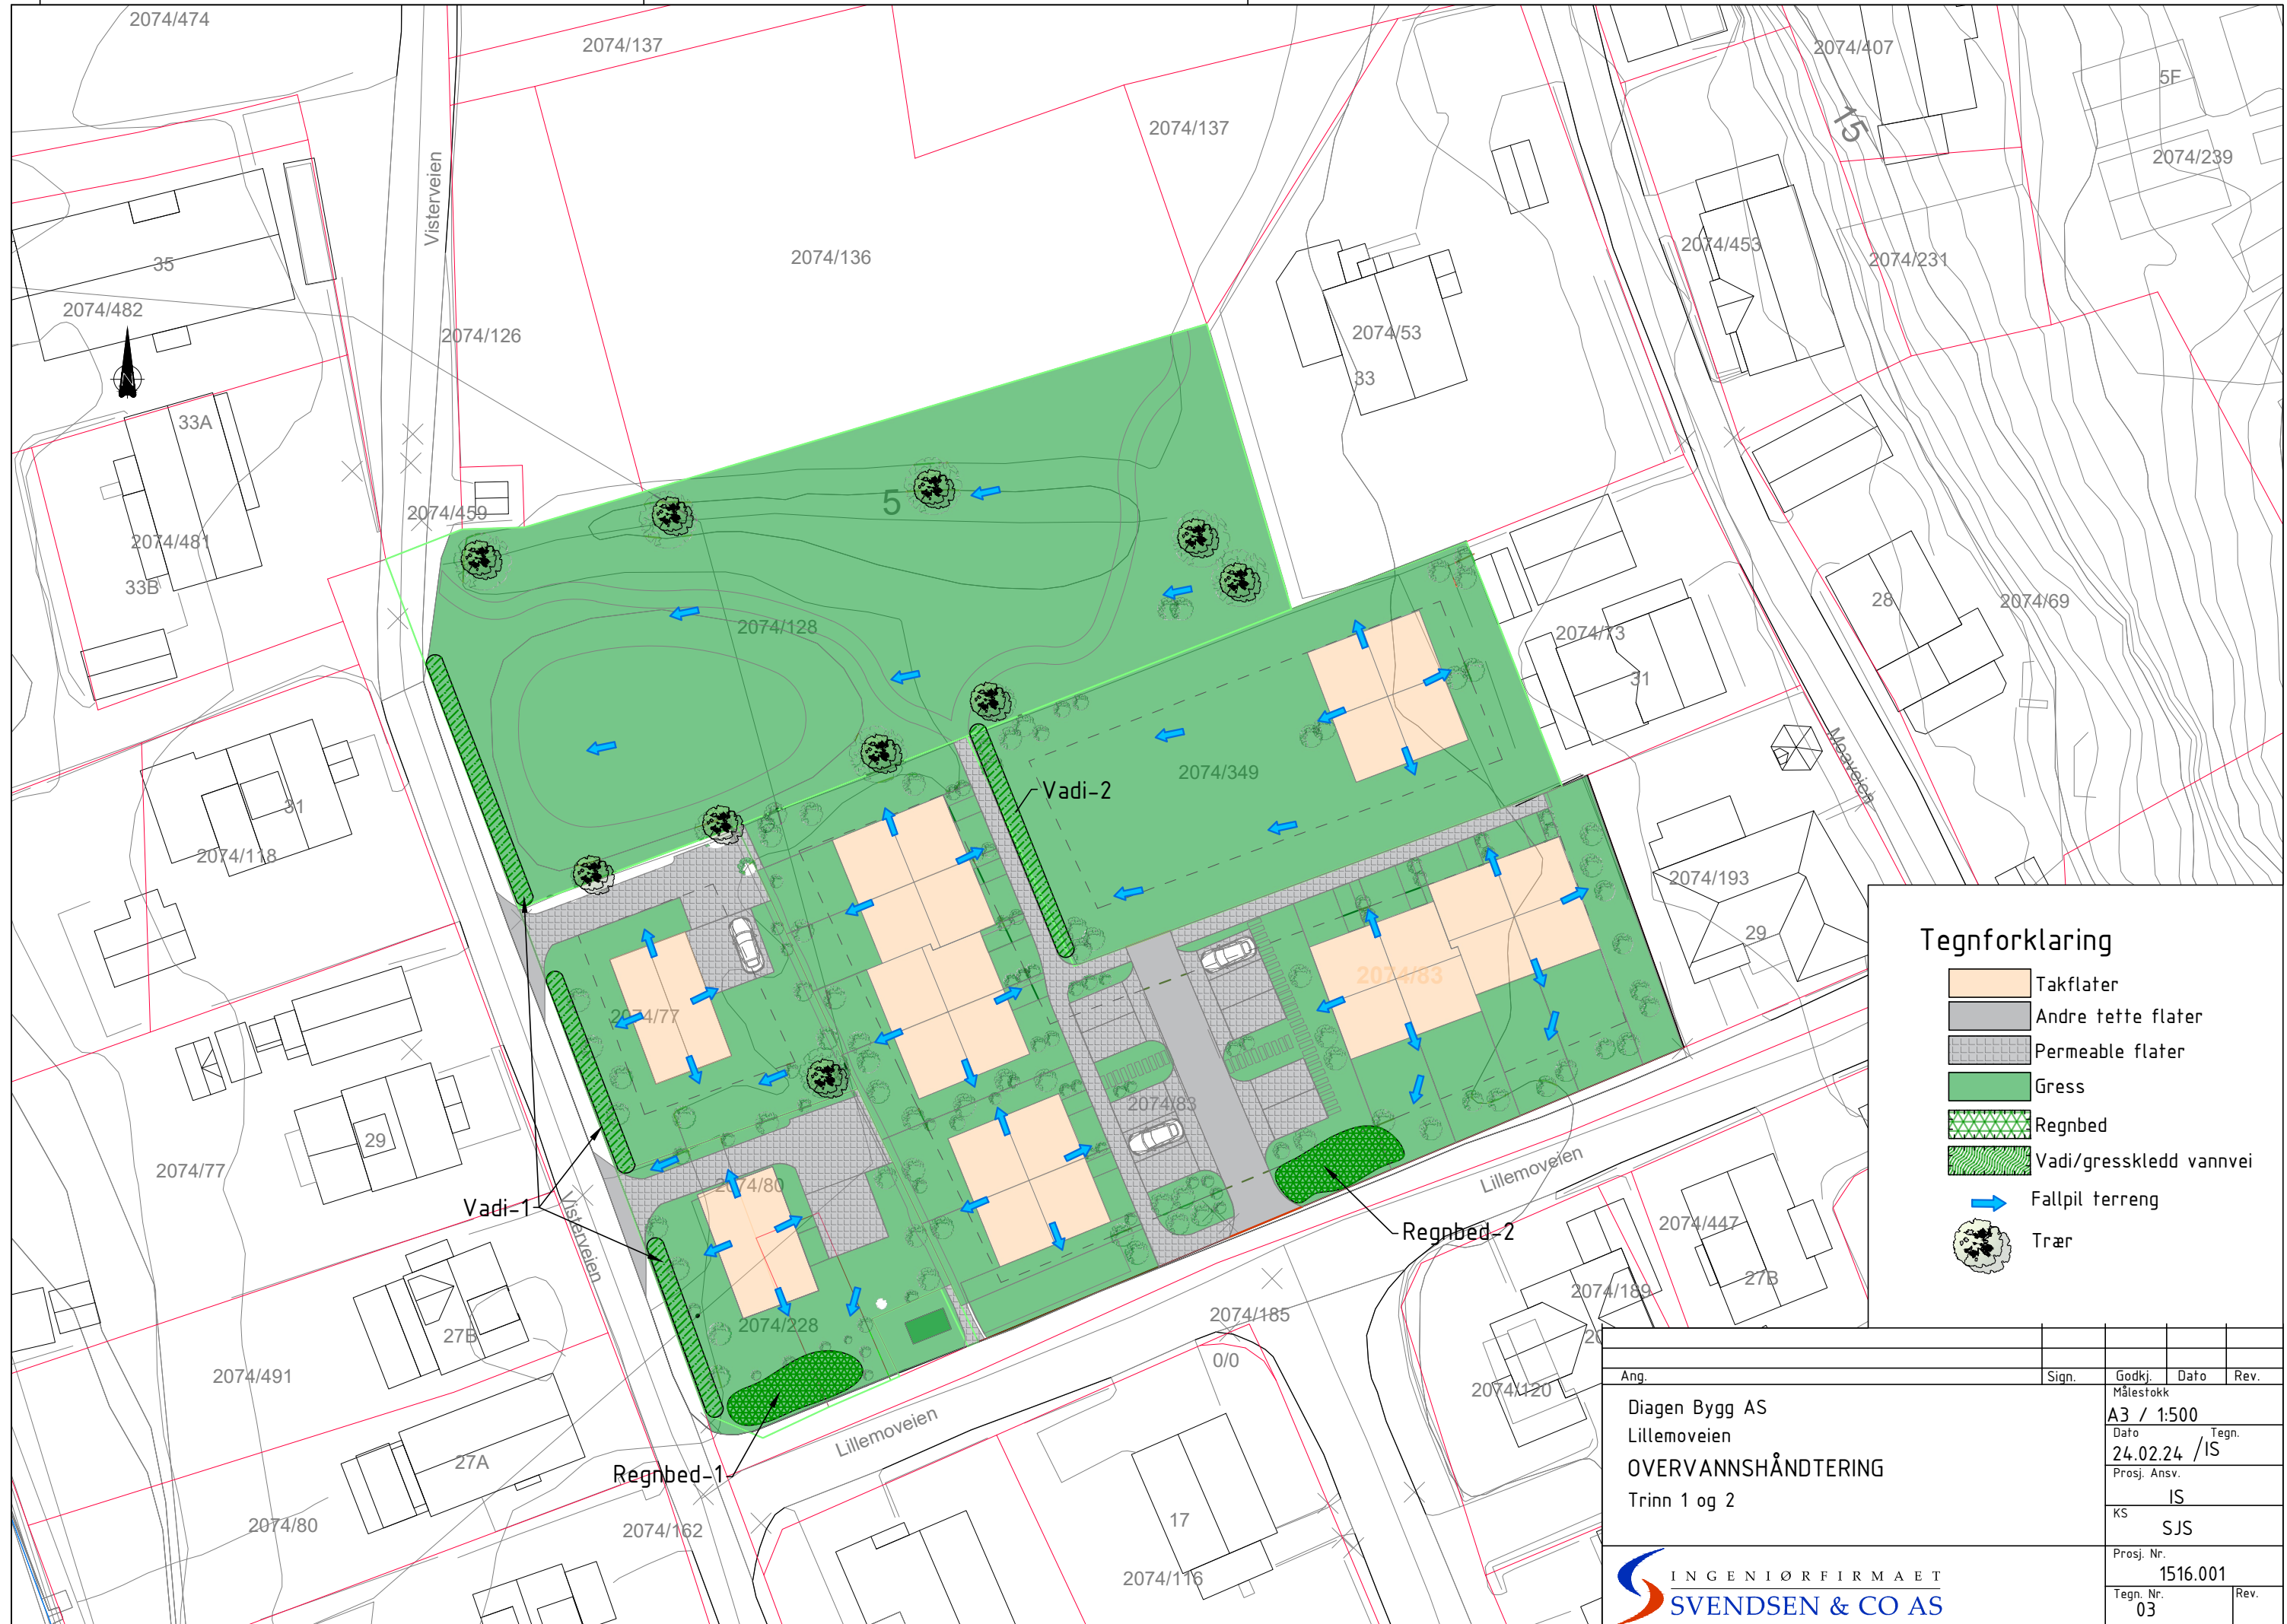 2074/474
2074/137
2074/407
5F
15
2074/137
2074/239
Visterveien
2074/136
2074/453
2074/231
35
2074/482
2074/126
2074/53
33
33A
5
2074/459
2074/481
33B
28
2074/69
2074/128
2074/73
31
Moaveien
2074/349
Vadi-2
31
2074/118
2074/193
29
2074/83
2074/77
2074/83
29
2074/77
2074/80
Vadi-1
Visterveien
Lillemoveien
Regnbed-2
2074/447
27B
2074/189
2074/185
2074/228
27B
0/0
2074/491
2074/120
Lillemoveien
27A
Regnbed-1
2074/80
2074/162
17
2074/116
Tegnforklaring
Takflater
Andre tette flater
Permeable flater
Gress
Regnbed
Vadi/gresskledd vannvei
Fallpil terreng
Trær
Ang. Sign. Godkj. Dato Rev.
Diagen Bygg AS
Lillemoveien
OVERVANNSHÅNDTERING
Trinn 1 og 2
Målestokk
A3 / 1:500
Dato Tegn.
24.02.24 /IS
Prosj. Ansv.
IS
KS
SJS
Prosj. Nr.
1516.001
Tegn. Nr. Rev.
03
INGENIØRFIRMAET
SVENDSEN & CO AS